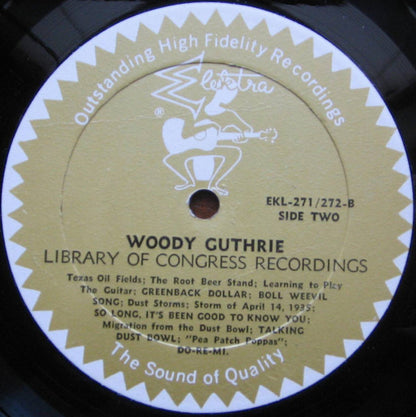 Outstanding High Fidelity Recordings
Elektra
®
EKL-271/272-B
SIDE TWO
WOODY GUTHRIE
LIBRARY OF CONGRESS RECORDINGS
Texas Oil Fields; The Root Beer Stand; Learning to Play
The Guitar; GREENBACK DOLLAR; BOLL WEEVIL
SONG; Dust Storms; Storm of April 14, 1935;
SO LONG, IT'S BEEN GOOD TO KNOW YOU;
Migration from the Dust Bowl; TALKING
DUST BOWL; "Pea Patch Poppas";
DO-RE-MI.
The Sound of Quality